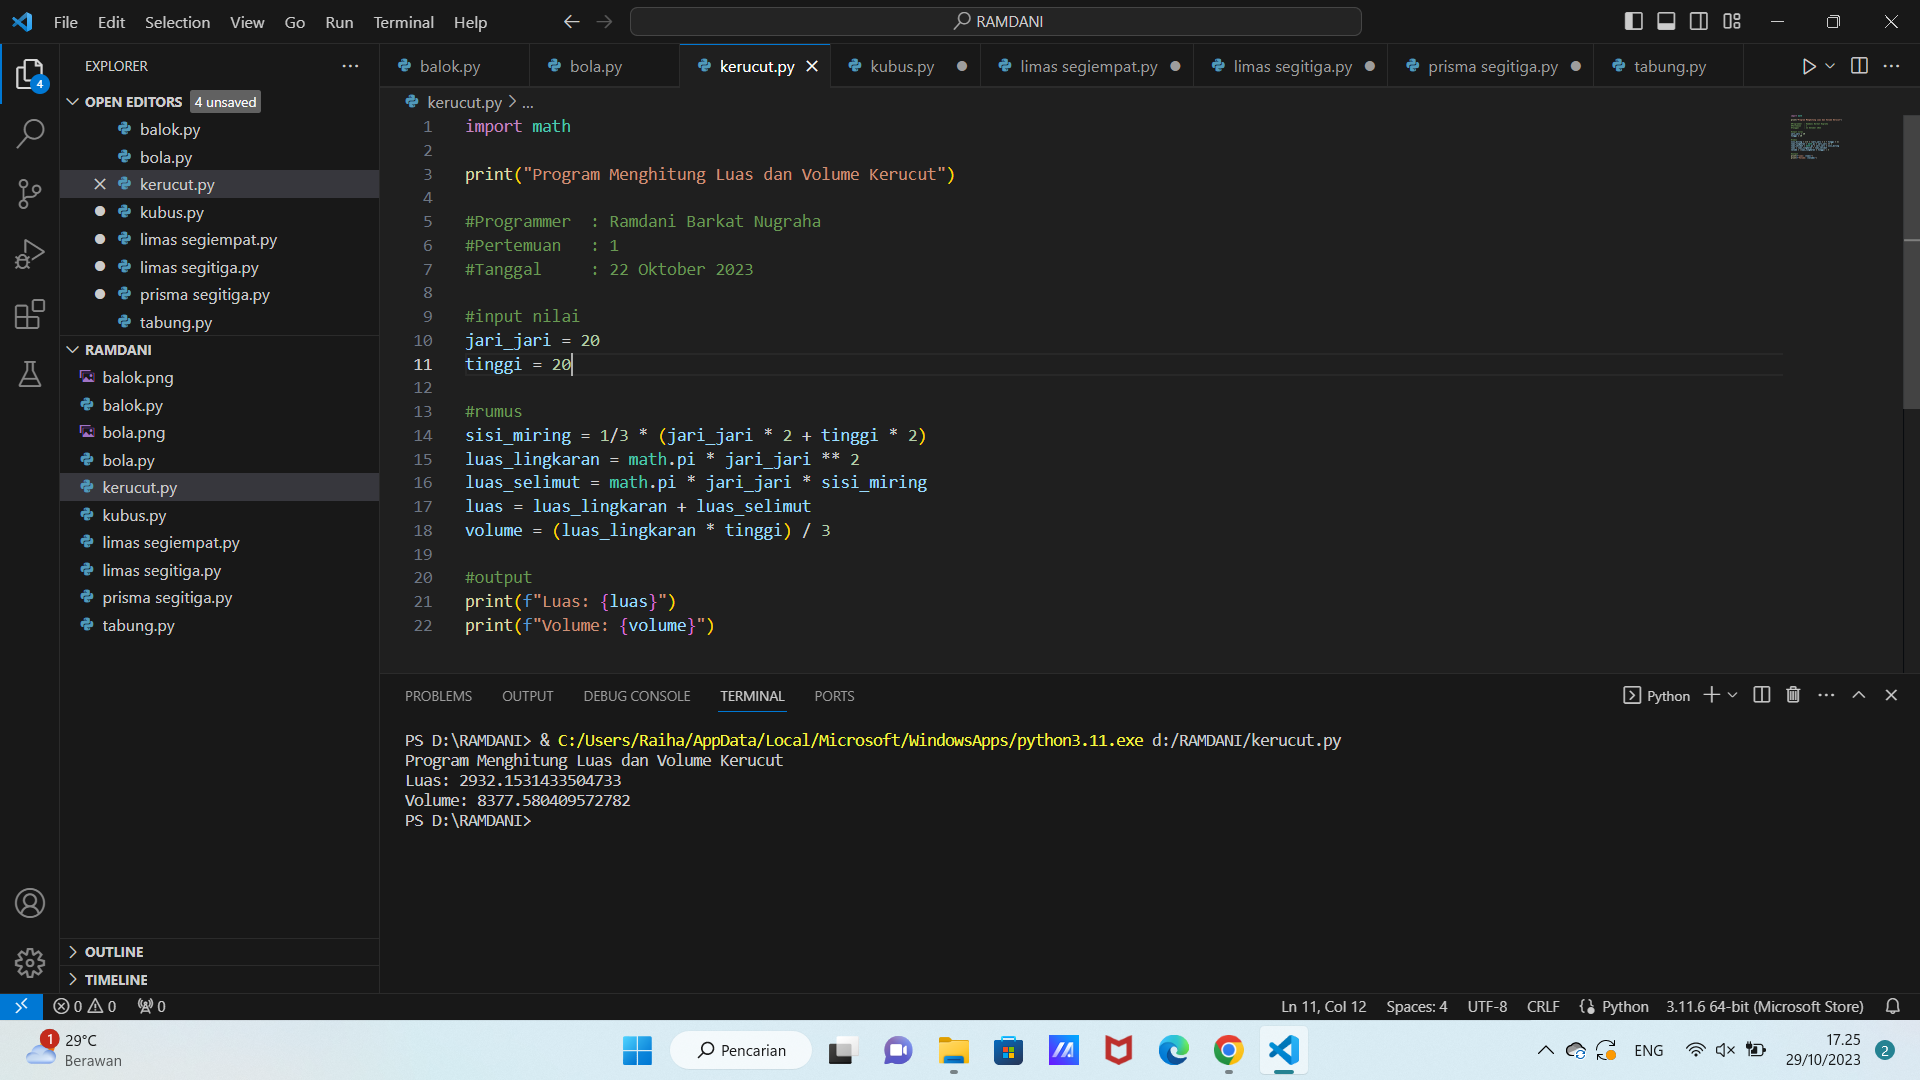 File Edit Selection View Go Run Terminal Help
RAMDANI
EXPLORER
OPEN EDITORS 4 unsaved
balok.py
bola.py
kerucut.py
kubus.py
limas segiempat.py
limas segitiga.py
prisma segitiga.py
tabung.py
RAMDANI
balok.png
balok.py
bola.png
bola.py
kerucut.py
kubus.py
limas segiempat.py
limas segitiga.py
prisma segitiga.py
tabung.py
OUTLINE
TIMELINE
4
balok.py bola.py kerucut.py kubus.py limas segiempat.py limas segitiga.py prisma segitiga.py tabung.py
kerucut.py > ...
1 import math
2
3 print("Program Menghitung Luas dan Volume Kerucut")
4
5 #Programmer  : Ramdani Barkat Nugraha
6 #Pertemuan   : 1
7 #Tanggal     : 22 Oktober 2023
8
9 #input nilai
10 jari_jari = 20
11 tinggi = 20
12
13 #rumus
14 sisi_miring = 1/3 * (jari_jari * 2 + tinggi * 2)
15 luas_lingkaran = math.pi * jari_jari ** 2
16 luas_selimut = math.pi * jari_jari * sisi_miring
17 luas = luas_lingkaran + luas_selimut
18 volume = (luas_lingkaran * tinggi) / 3
19
20 #output
21 print(f"Luas: {luas}")
22 print(f"Volume: {volume}")
PROBLEMS OUTPUT DEBUG CONSOLE TERMINAL PORTS
Python
PS D:\RAMDANI> & C:/Users/Raiha/AppData/Local/Microsoft/WindowsApps/python3.11.exe d:/RAMDANI/kerucut.py
Program Menghitung Luas dan Volume Kerucut
Luas: 2932.1531433504733
Volume: 8377.580409572782
PS D:\RAMDANI>
0 0 0
Ln 11, Col 12 Spaces: 4 UTF-8 CRLF Python 3.11.6 64-bit (Microsoft Store)
1
29°C
Berawan
Pencarian
ENG
17.25
29/10/2023
2